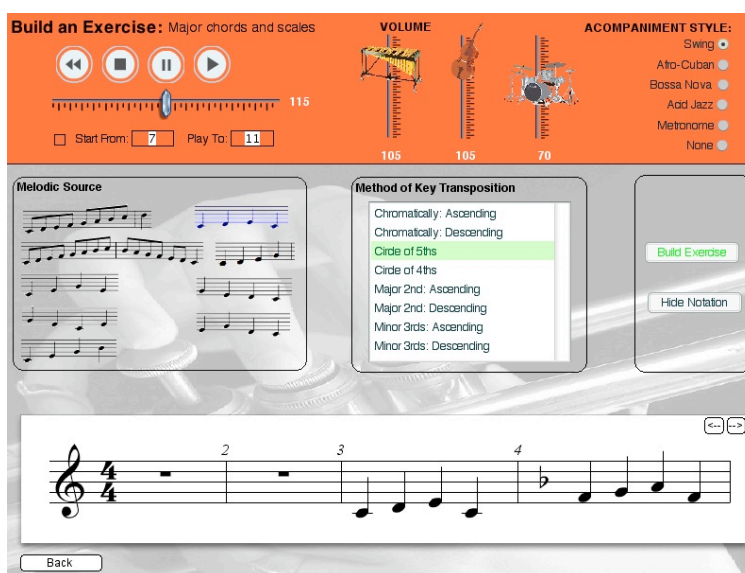 Build an Exercise: Major chords and scales
115
Start From: 7 Play To: 11
VOLUME
105 105 70
ACOMPANIMENT STYLE:
Swing
Afro-Cuban
Bossa Nova
Acid Jazz
Metronome
None
Melodic Source
Method of Key Transposition
Chromatically: Ascending
Chromatically: Descending
Circle of 5ths
Circle of 4ths
Major 2nd: Ascending
Major 2nd: Descending
Minor 3rds: Ascending
Minor 3rds: Descending
Build Exercise
Hide Notation
<-- -->
2 3 4
4
4
Back